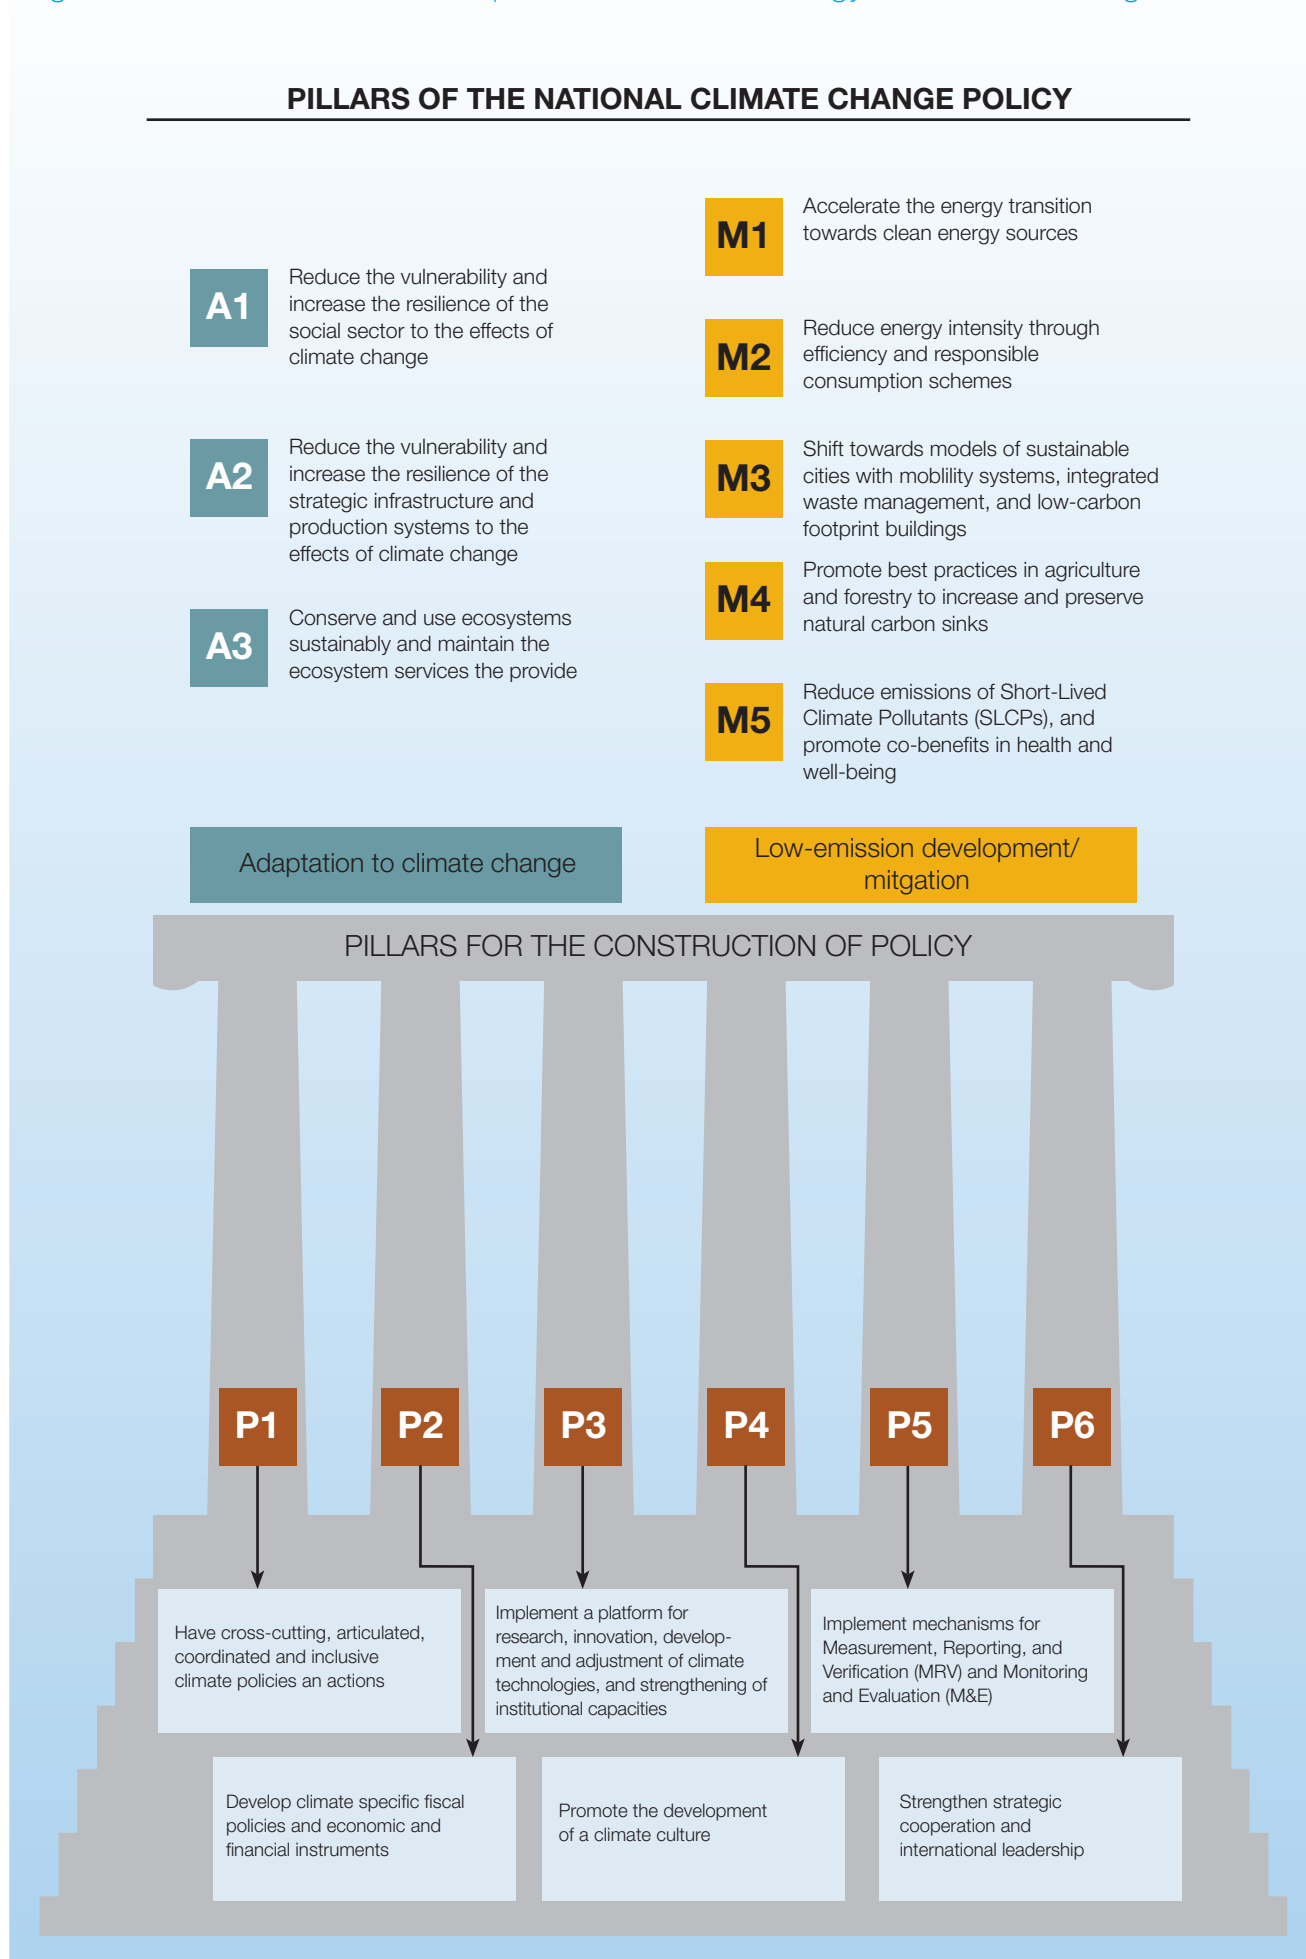 PILLARS OF THE NATIONAL CLIMATE CHANGE POLICY
A1
Reduce the vulnerability and
increase the resilience of the
social sector to the effects of
climate change
A2
Reduce the vulnerability and
increase the resilience of the
strategic infrastructure and
production systems to the
effects of climate change
A3
Conserve and use ecosystems
sustainably and maintain the
ecosystem services the provide
Adaptation to climate change
M1
Accelerate the energy transition
towards clean energy sources
M2
Reduce energy intensity through
efficiency and responsible
consumption schemes
M3
Shift towards models of sustainable
cities with moblility systems, integrated
waste management, and low-carbon
footprint buildings
M4
Promote best practices in agriculture
and forestry to increase and preserve
natural carbon sinks
M5
Reduce emissions of Short-Lived
Climate Pollutants (SLCPs), and
promote co-benefits in health and
well-being
Low-emission development/
mitgation
PILLARS FOR THE CONSTRUCTION OF POLICY
P1
P2
P3
P4
P5
P6
Have cross-cutting, articulated,
coordinated and inclusive
climate policies an actions
Implement a platform for
research, innovation, develop-
ment and adjustment of climate
technologies, and strengthening of
institutional capacities
Implement mechanisms for
Measurement, Reporting, and
Verification (MRV) and Monitoring
and Evaluation (M&E)
Develop climate specific fiscal
policies and economic and
financial instruments
Promote the development
of a climate culture
Strengthen strategic
cooperation and
international leadership